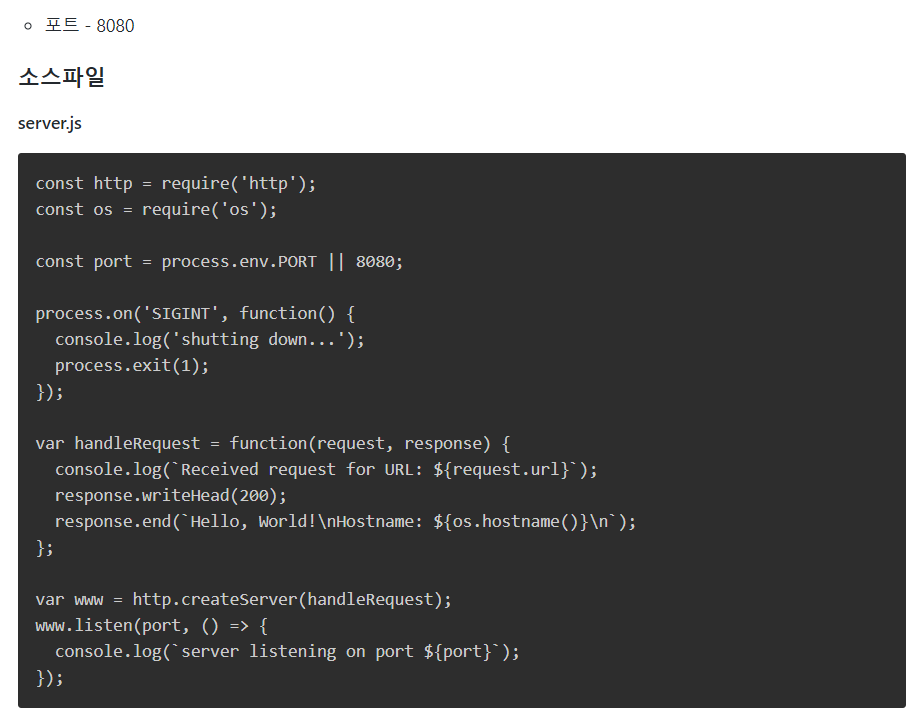 포트 - 8080
소스파일
server.js
const http = require('http');
const os = require('os');
const port = process.env.PORT || 8080;
process.on('SIGINT', function() {
  console.log('shutting down...');
  process.exit(1);
});
var handleRequest = function(request, response) {
  console.log(`Received request for URL: ${request.url}`);
  response.writeHead(200);
  response.end(`Hello, World!\nHostname: ${os.hostname()}\n`);
};
var www = http.createServer(handleRequest);
www.listen(port, () => {
  console.log(`server listening on port ${port}`);
});